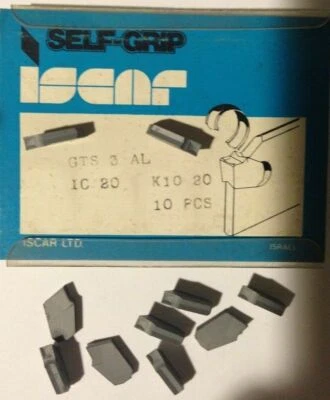 SELF-GRIP
iscar
GTS 3 AL
IC 20 K10 20
10 PCS
ISCAR LTD.
ISRAEL